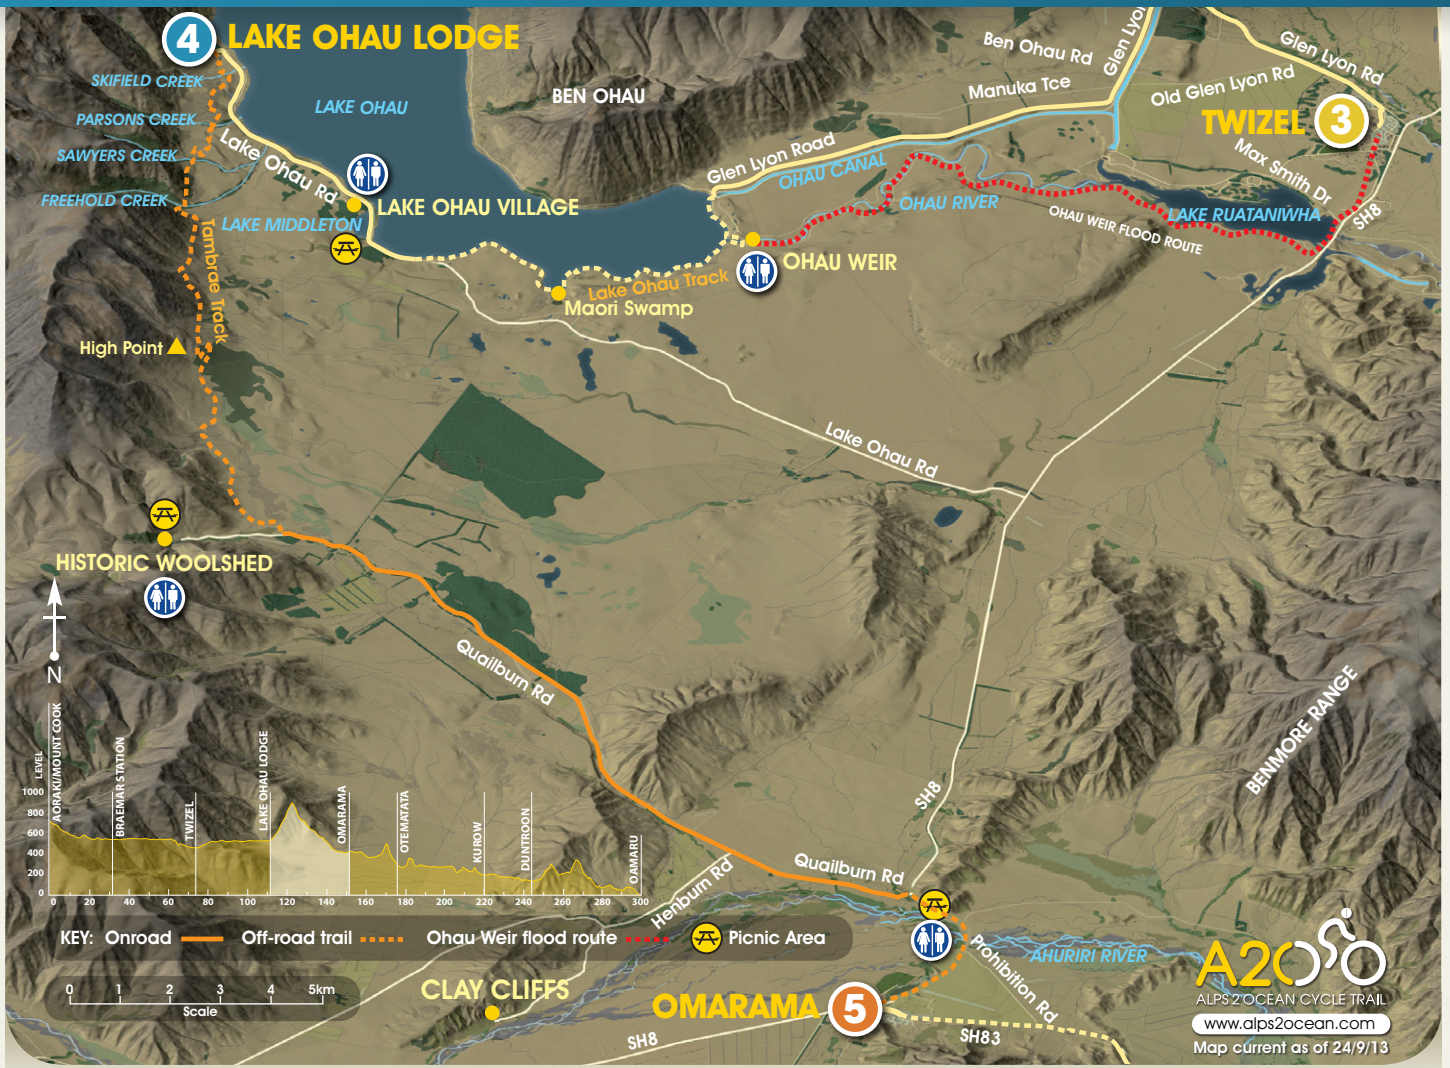 4 LAKE OHAU LODGE
SKIFIELD CREEK
PARSONS CREEK
SAWYERS CREEK
FREEHOLD CREEK
LAKE OHAU
Lake Ohau Rd
LAKE OHAU VILLAGE
LAKE MIDDLETON
Tambrae Track
High Point
BEN OHAU
Ben Ohau Rd
Manuka Tce
Glen Lyon
Glen Lyon Rd
Old Glen Lyon Rd
TWIZEL 3
Max Smith Dr
Glen Lyon Road
OHAU CANAL
OHAU RIVER
LAKE RUATANIWHA
OHAU WEIR FLOOD ROUTE
SH8
OHAU WEIR
Lake Ohau Track
Maori Swamp
Lake Ohau Rd
HISTORIC WOOLSHED
N
Quailburn Rd
BENMORE RANGE
SH8
Quailburn Rd
Henburn Rd
LEVEL
1000
800
600
400
200
0
AORAKI/MOUNT COOK
BRAEMAR STATION
TWIZEL
LAKE OHAU LODGE
OMARAMA
OTEMATATA
KUROW
DUNTROON
OAMARU
0 20 40 60 80 100 120 140 160 180 200 220 240 260 280 300
KEY: Onroad Off-road trail Ohau Weir flood route Picnic Area
0 1 2 3 4 5km
Scale
CLAY CLIFFS
OMARAMA 5
Prohibition Rd
AHURIRI RIVER
SH8
SH83
A2O
ALPS 2 OCEAN CYCLE TRAIL
www.alps2ocean.com
Map current as of 24/9/13